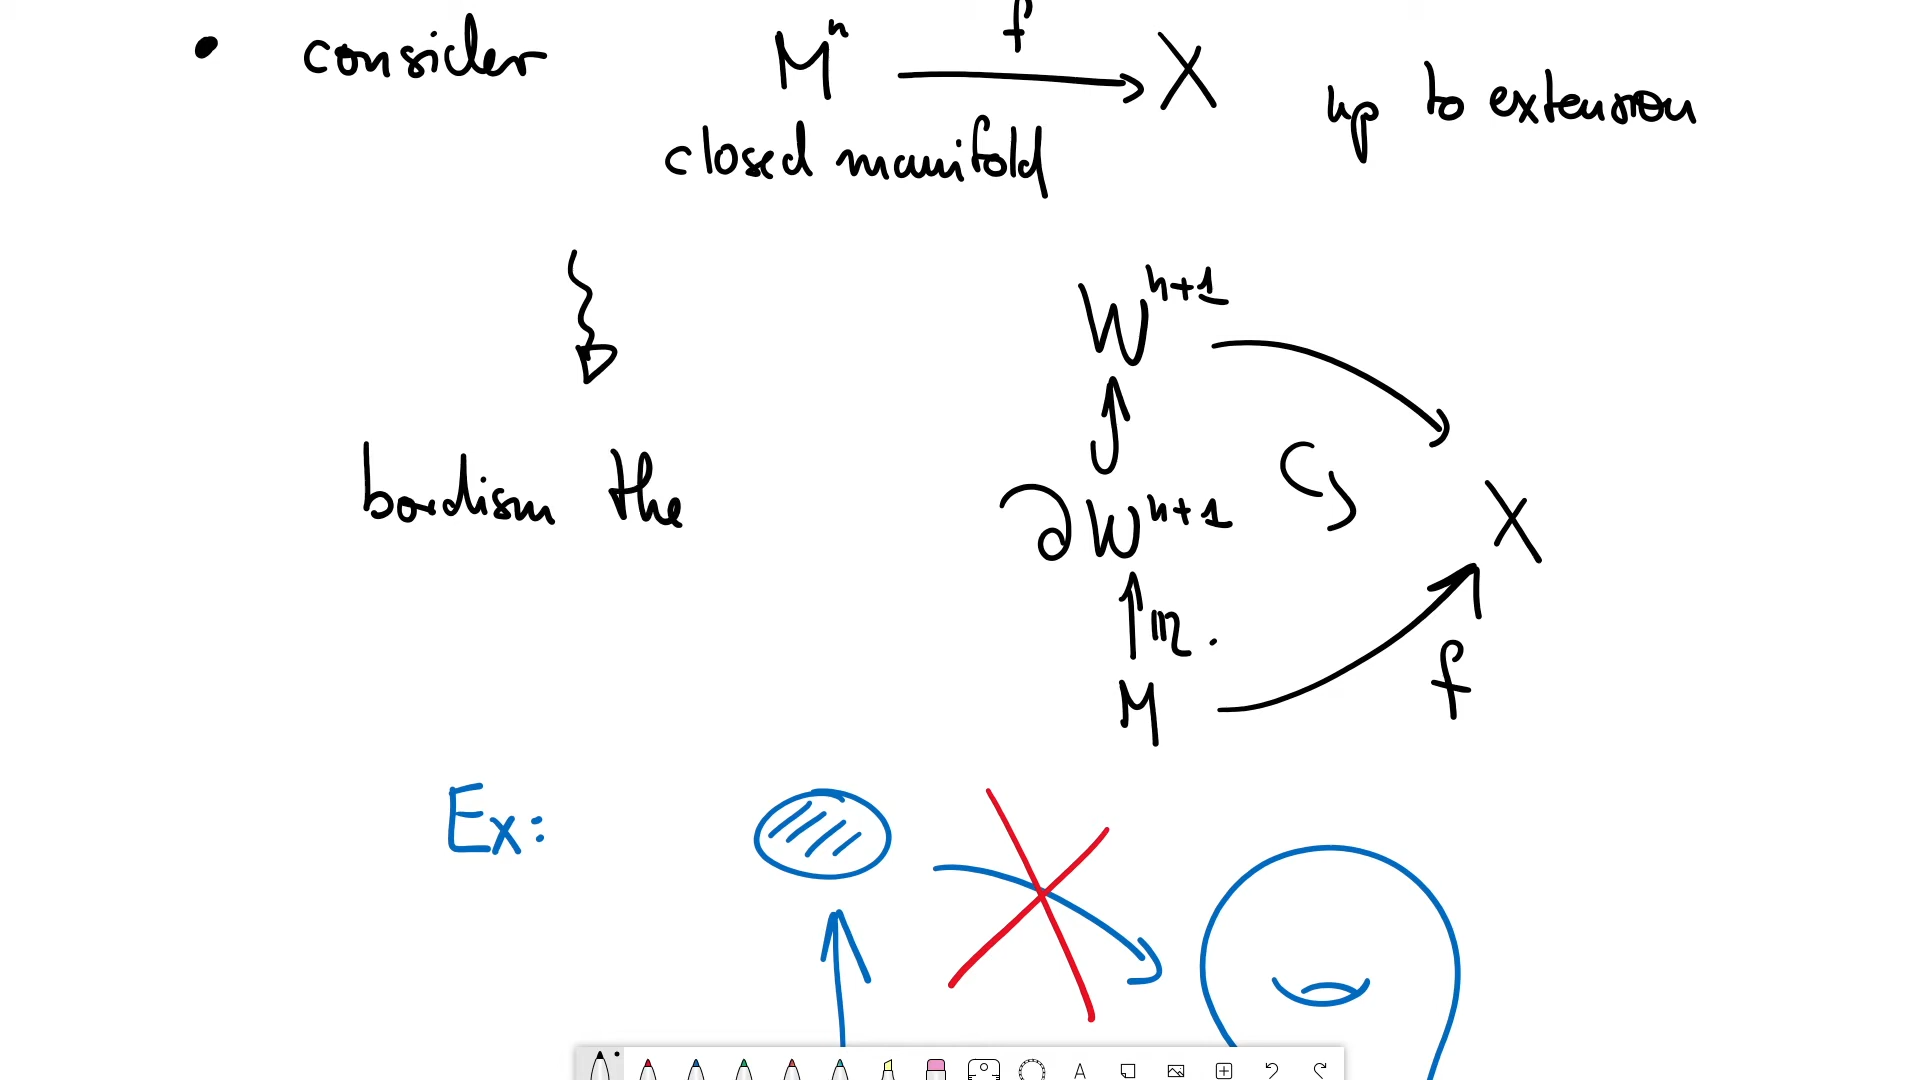 • consider M^n f→ X up to extension
closed manifold
W^{n+1}
bordism the ∂W^{n+1} X
M f
Ex: